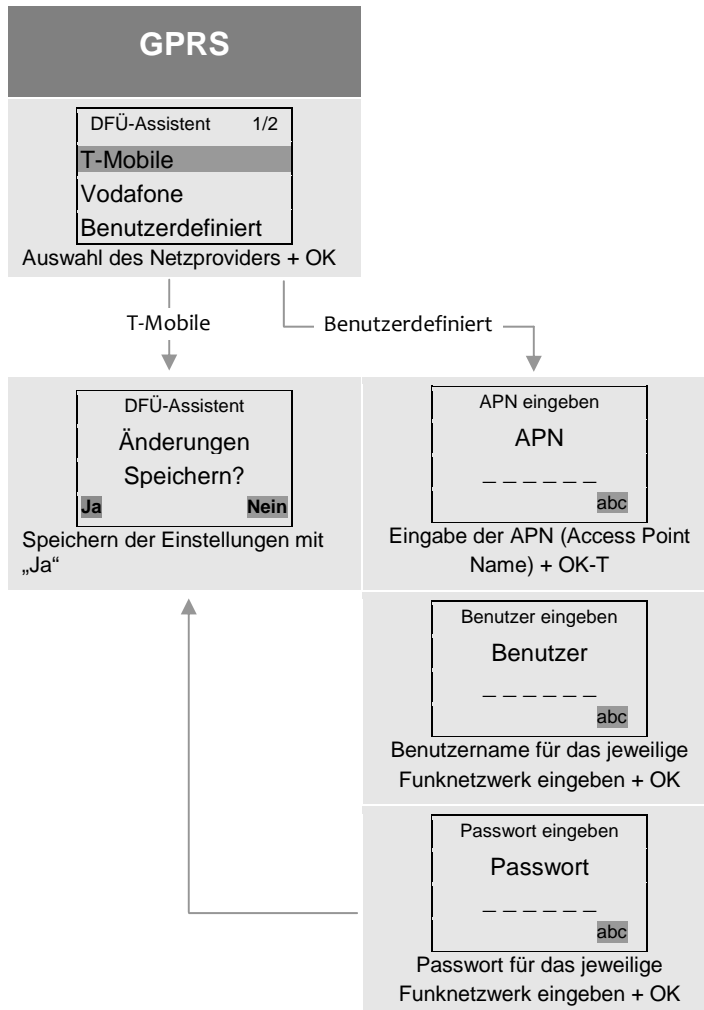 GPRS
DFÜ-Assistent 1/2
T-Mobile
Vodafone
Benutzerdefiniert
Auswahl des Netzproviders + OK
T-Mobile
Benutzerdefiniert
DFÜ-Assistent
Änderungen
Speichern?
Ja Nein
Speichern der Einstellungen mit
„Ja“
APN eingeben
APN
_ _ _ _ _ _
abc
Eingabe der APN (Access Point
Name) + OK-T
Benutzer eingeben
Benutzer
_ _ _ _ _ _
abc
Benutzername für das jeweilige
Funknetzwerk eingeben + OK
Passwort eingeben
Passwort
_ _ _ _ _ _
abc
Passwort für das jeweilige
Funknetzwerk eingeben + OK